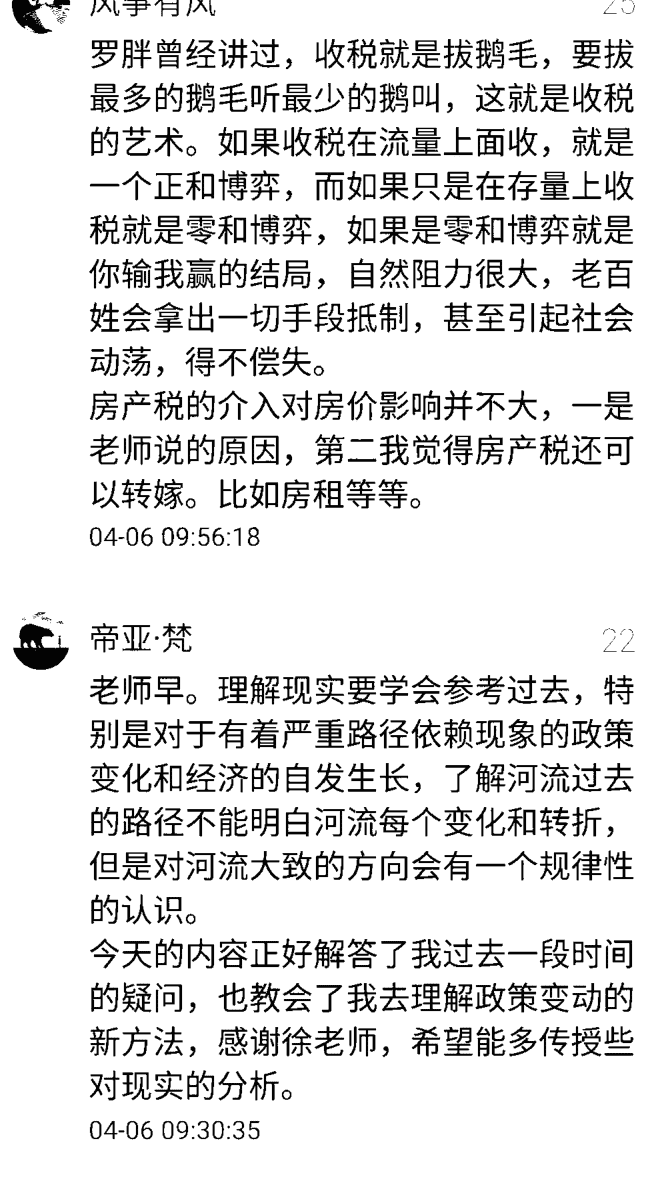 25
罗胖曾经讲过，收税就是拔鹅毛，要拔
最多的鹅毛听最少的鹅叫，这就是收税
的艺术。如果收税在流量上面收，就是
一个正和博弈，而如果只是在存量上收
税就是零和博弈，如果是零和博弈就是
你输我赢的结局，自然阻力很大，老百
姓会拿出一切手段抵制，甚至引起社会
动荡，得不偿失。
房产税的介入对房价影响并不大，一是
老师说的原因，第二我觉得房产税还可
以转嫁。比如房租等等。
04-06 09:56:18
帝亚·梵 22
老师早。理解现实要学会参考过去，特
别是对于有着严重路径依赖现象的政策
变化和经济的自发生长，了解河流过去
的路径不能明白河流每个变化和转折，
但是对河流大致的方向会有一个规律性
的认识。
今天的内容正好解答了我过去一段时间
的疑问，也教会了我去理解政策变动的
新方法，感谢徐老师，希望能多传授些
对现实的分析。
04-06 09:30:35